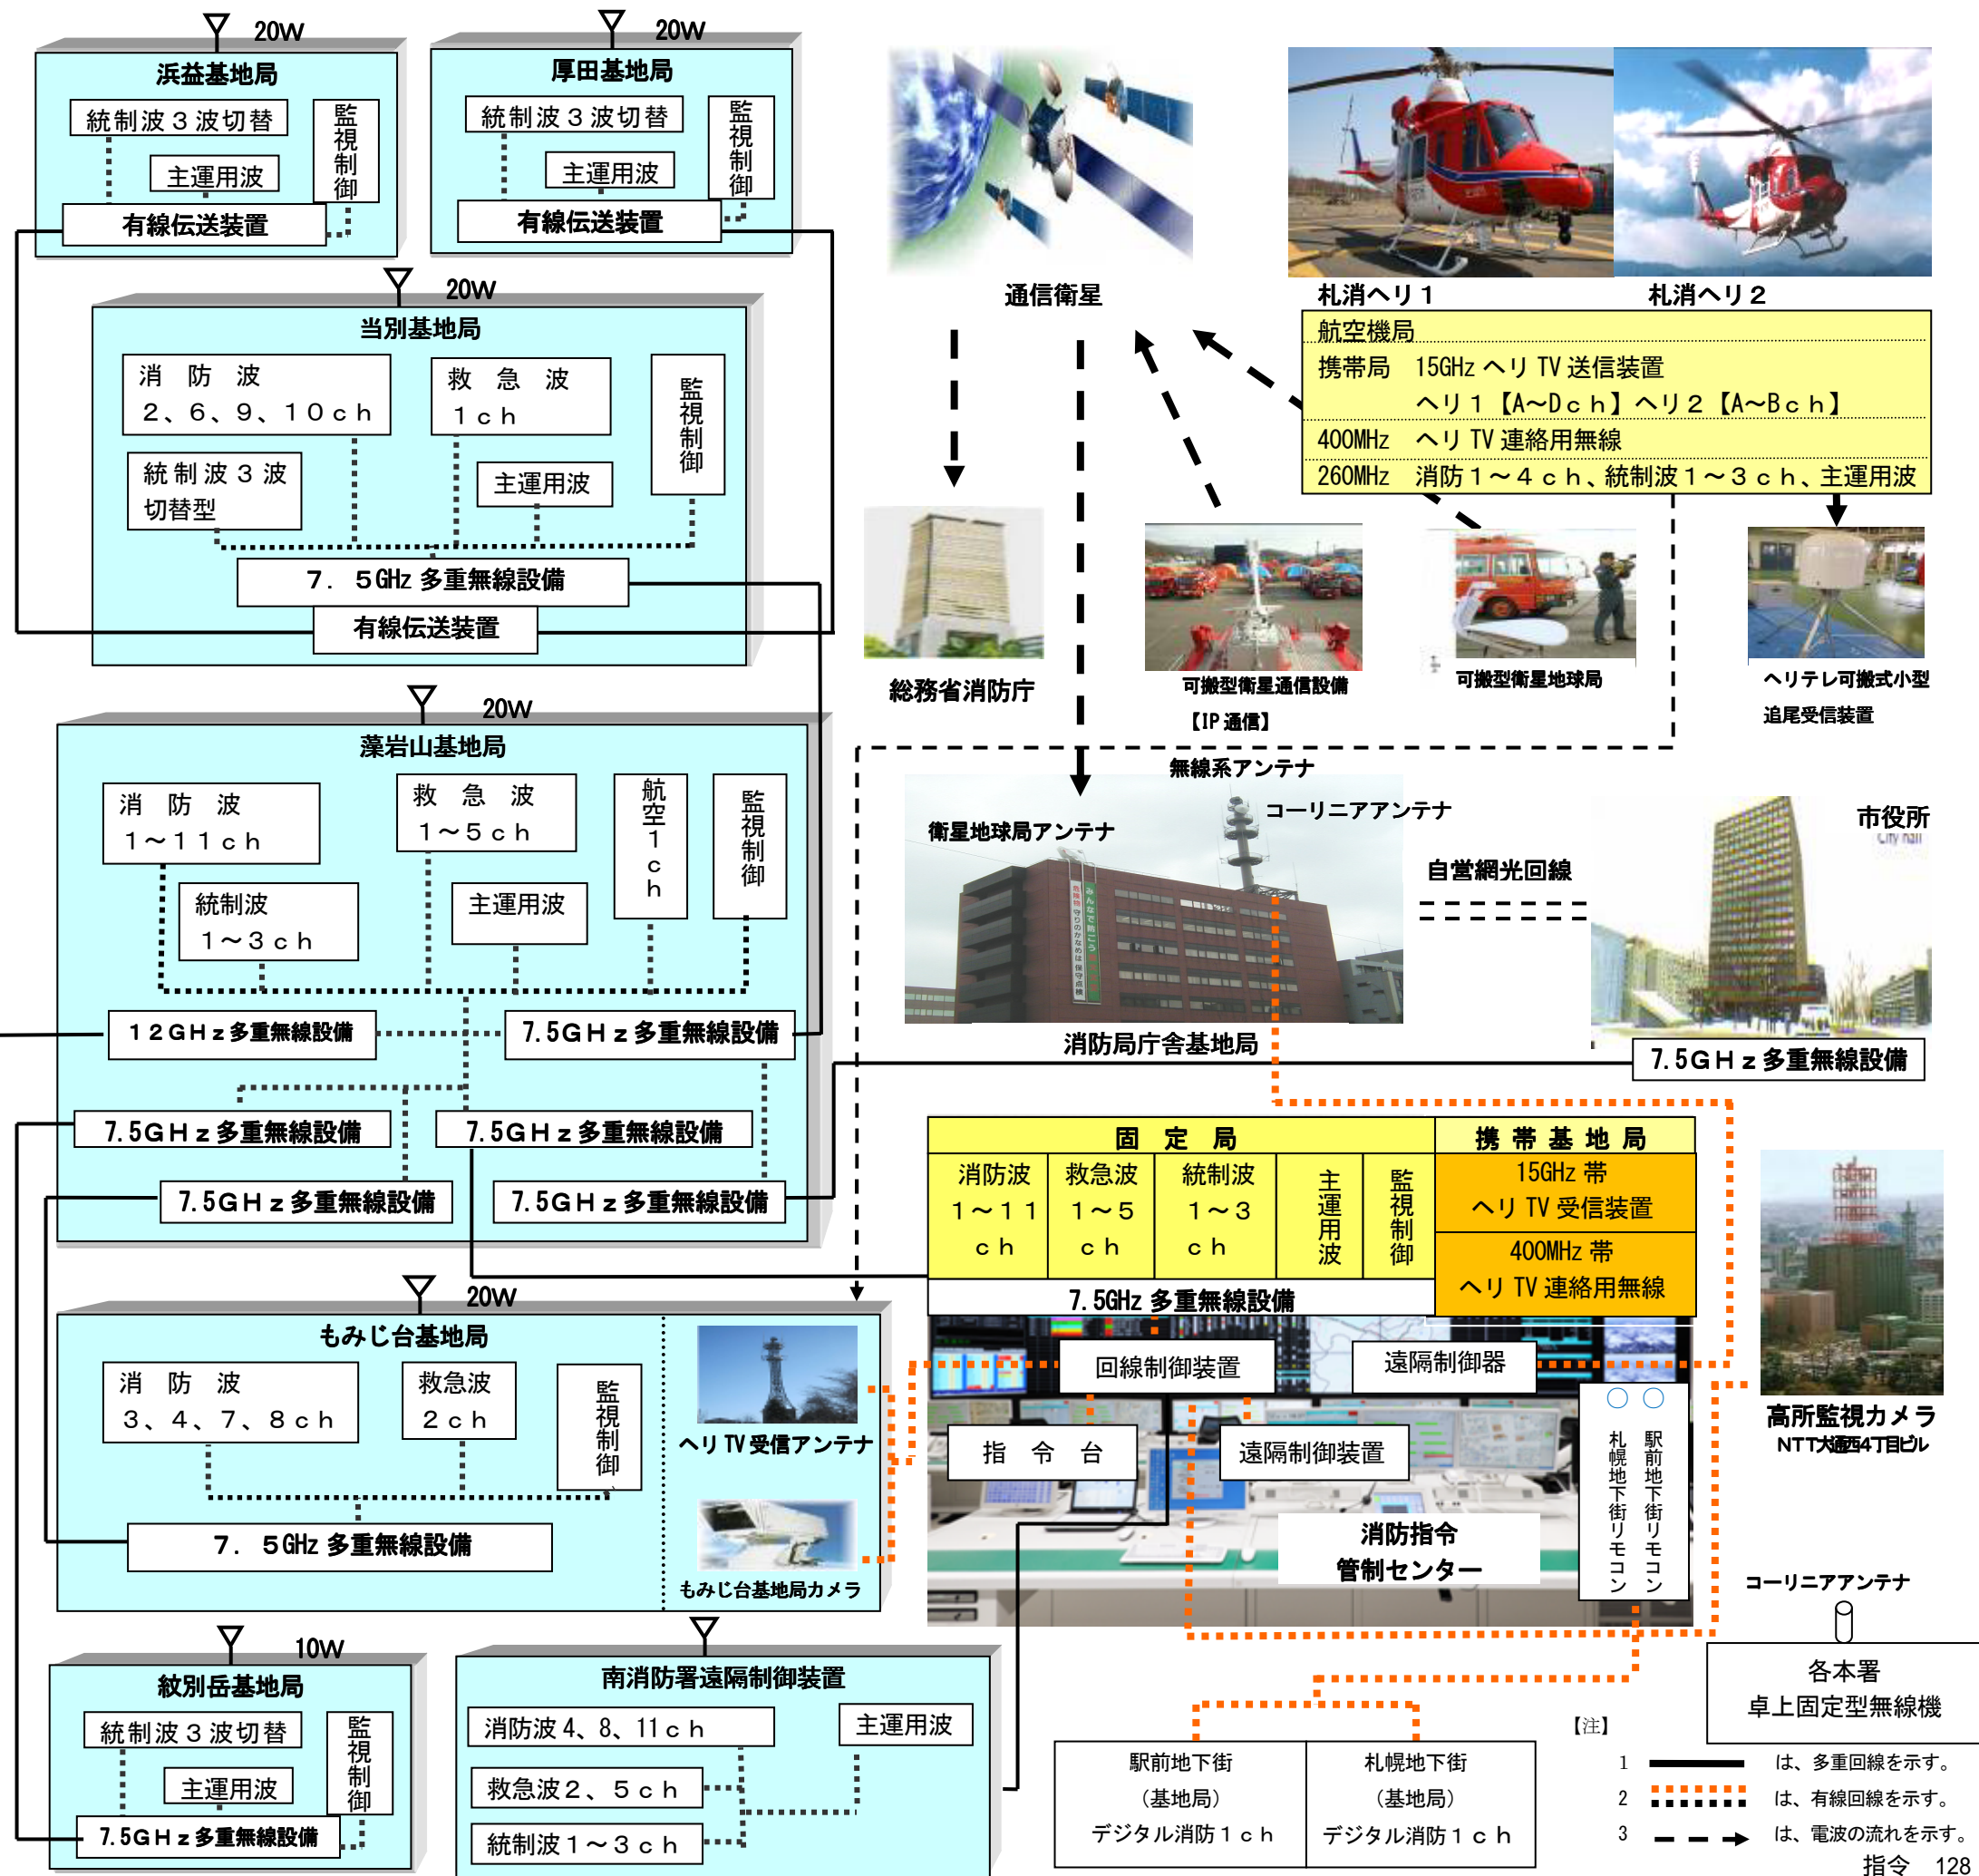 20W
浜益基地局
統制波３波切替
監視制御
主運用波
有線伝送装置
20W
厚田基地局
統制波３波切替
監視制御
主運用波
有線伝送装置
20W
当別基地局
消　防　波
２、６、９、１０ｃｈ
救　急　波
１ｃｈ
監視制御
統制波３波
切替型
主運用波
７．５GHz 多重無線設備
有線伝送装置
20W
藻岩山基地局
消　防　波
１～１１ｃｈ
救　急　波
１～５ｃｈ
航空１ｃｈ
監視制御
統制波
１～３ｃｈ
主運用波
１２ＧＨｚ多重無線設備
7.5ＧＨｚ多重無線設備
7.5ＧＨｚ多重無線設備
7.5ＧＨｚ多重無線設備
7.5ＧＨｚ多重無線設備
7.5ＧＨｚ多重無線設備
20W
もみじ台基地局
消　防　波
３、４、７、８ｃｈ
救急波
２ｃｈ
監視制御
７．５GHz 多重無線設備
ヘリ TV 受信アンテナ
もみじ台基地局カメラ
10W
紋別岳基地局
統制波３波切替
監視制御
主運用波
7.5ＧＨｚ多重無線設備
南消防署遠隔制御装置
消防波 4、8、11ｃｈ
主運用波
救急波２、５ｃｈ
統制波１～３ｃｈ
通信衛星
札消ヘリ１
札消ヘリ２
航空機局
携帯局　15GHz ヘリ TV 送信装置
ヘリ１【A～Dｃｈ】ヘリ２【A～Bｃｈ】
400MHz　ヘリ TV 連絡用無線
260MHz　消防１～４ｃｈ、統制波１～３ｃｈ、主運用波
総務省消防庁
可搬型衛星通信設備
【IP 通信】
可搬型衛星地球局
ヘリテレ可搬式小型
追尾受信装置
無線系アンテナ
コーリニアアンテナ
衛星地球局アンテナ
みんなで防ごう
守りのかなめは 保守点検
消防局庁舎基地局
自営網光回線
市役所
City hall
7.5ＧＨｚ多重無線設備
固　定　局
携 帯 基 地 局
消防波
１～１１
ｃｈ
救急波
１～５
ｃｈ
統制波
１～３
ｃｈ
主運用波
監視制御
15GHz 帯
ヘリ TV 受信装置
400MHz 帯
ヘリ TV 連絡用無線
7.5GHz 多重無線設備
回線制御装置
遠隔制御器
指　令　台
遠隔制御装置
消防指令
管制センター
○ 駅前地下街リモコン
○ 札幌地下街リモコン
高所監視カメラ
NTT大通西4丁目ビル
駅前地下街
（基地局）
デジタル消防１ｃｈ
札幌地下街
（基地局）
デジタル消防１ｃｈ
コーリニアアンテナ
各本署
卓上固定型無線機
【注】
1　は、多重回線を示す。
2　は、有線回線を示す。
3　は、電波の流れを示す。
指令　128